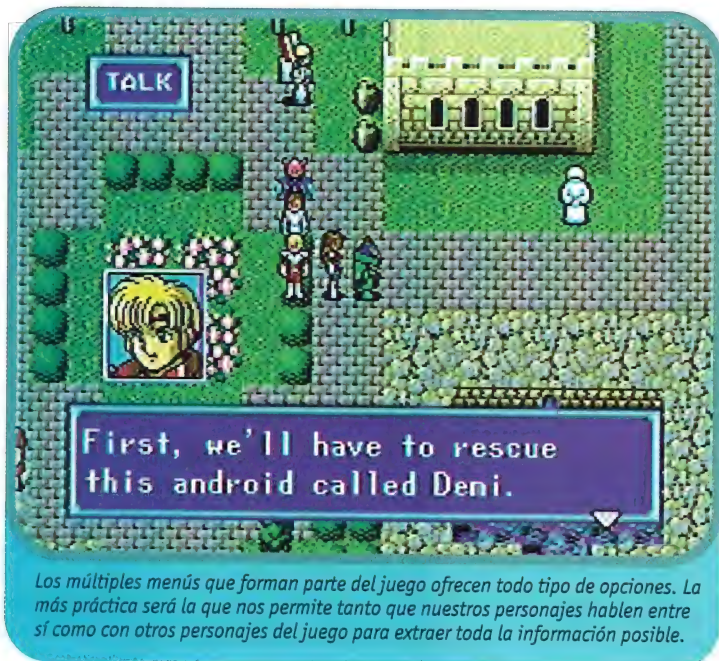 TALK
First, we'll have to rescue
this android called Demi.
Los múltiples menús que forman parte del juego ofrecen todo tipo de opciones. La
más práctica será la que nos permite tanto que nuestros personajes hablen entre
sí como con otros personajes del juego para extraer toda la información posible.